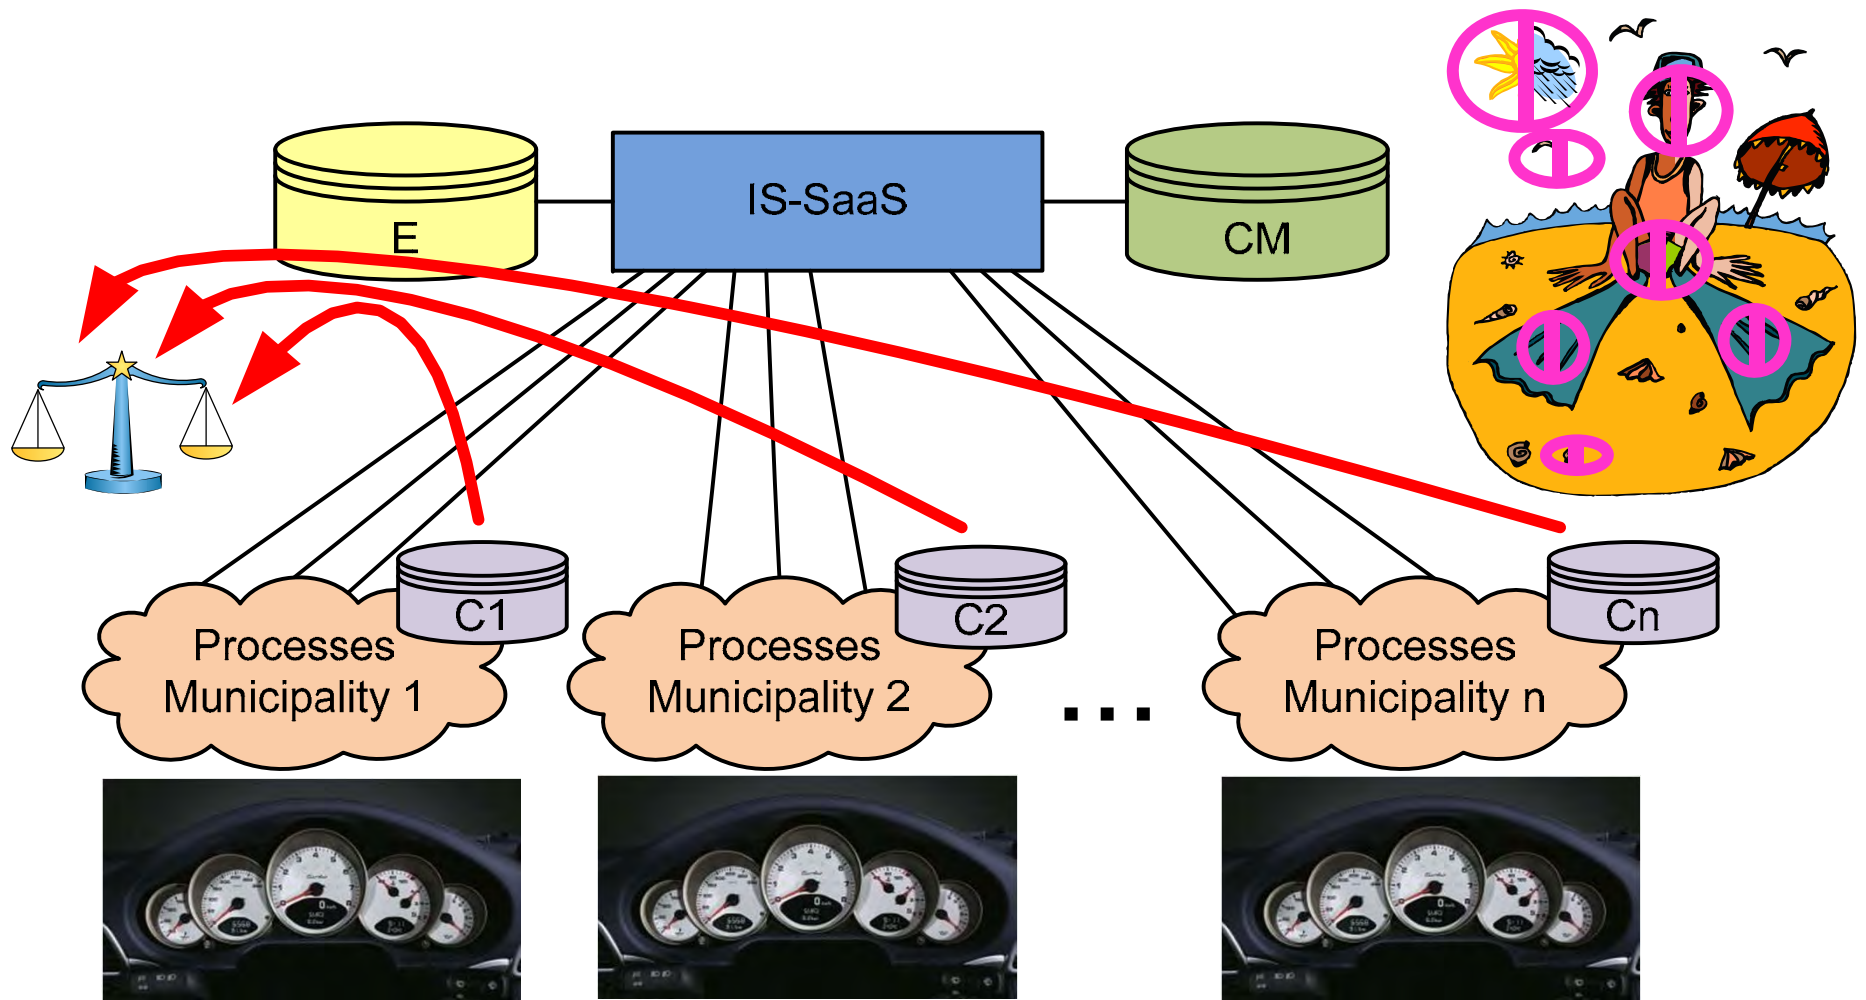 IS-SaaS
E
CM
C1
C2
Cn
Processes
Municipality 1
Processes
Municipality 2
...
Processes
Municipality n